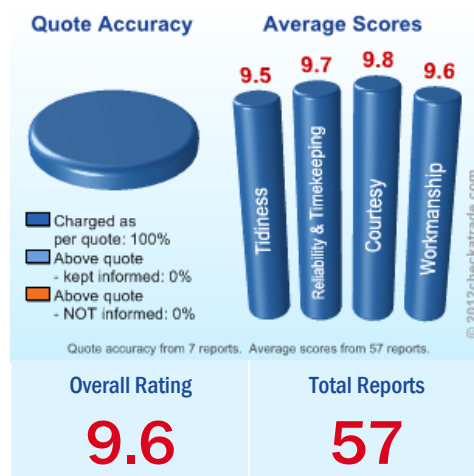 Quote Accuracy
Average Scores
9.5
9.7
9.8
9.6
Tidiness
Reliability & Timekeeping
Courtesy
Workmanship
Charged as
per quote: 100%
Above quote
- kept informed: 0%
Above quote
- NOT informed: 0%
© 2012checkatrade.com
Quote accuracy from 7 reports. Average scores from 57 reports.
Overall Rating
Total Reports
9.6
57